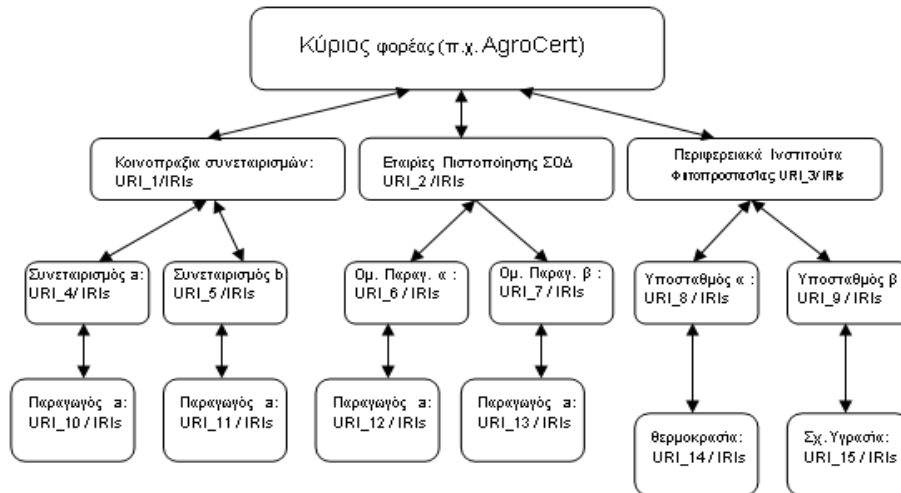 Κύριος φορέας (π.χ. AgroCert)
Κοινοπραξια συνεταιρισμών:
URI_1/IRIs
Εταιρίες Πιστοποίησης ΣΟΔ
URI_2 /IRIs
Περιφερειακά Ινστιτούτα
Φυτοπροστασίας URI_3/IRIs
Συνεταιρισμός a:
URI_4/ IRIs
Συνεταιρισμός b
URI_5 /IRIs
Ομ. Παραγ. α :
URI_6 / IRIs
Ομ. Παραγ. β :
URI_7 / IRIs
Υποσταθμός α :
URI_8 / IRIs
Υποσταθμός β
URI_9 / IRIs
Παραγωγός a:
URI_10 / IRIs
Παραγωγός a:
URI_11 / IRIs
Παραγωγός a:
URI_12 / IRIs
Παραγωγός a:
URI_13 / IRIs
θερμοκρασία:
URI_14 / IRIs
Σχ.Υγρασία:
URI_15 / IRIs